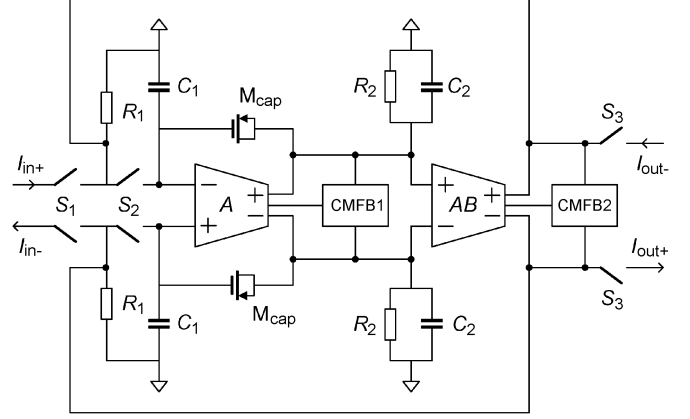 R1
C1
Mcap
R2
C2
S3
Iin+
Iout-
S1
S2
−
+
A
+
−
CMFB1
+
−
AB
+
−
CMFB2
Iin-
Iout+
S3
R1
C1
Mcap
R2
C2